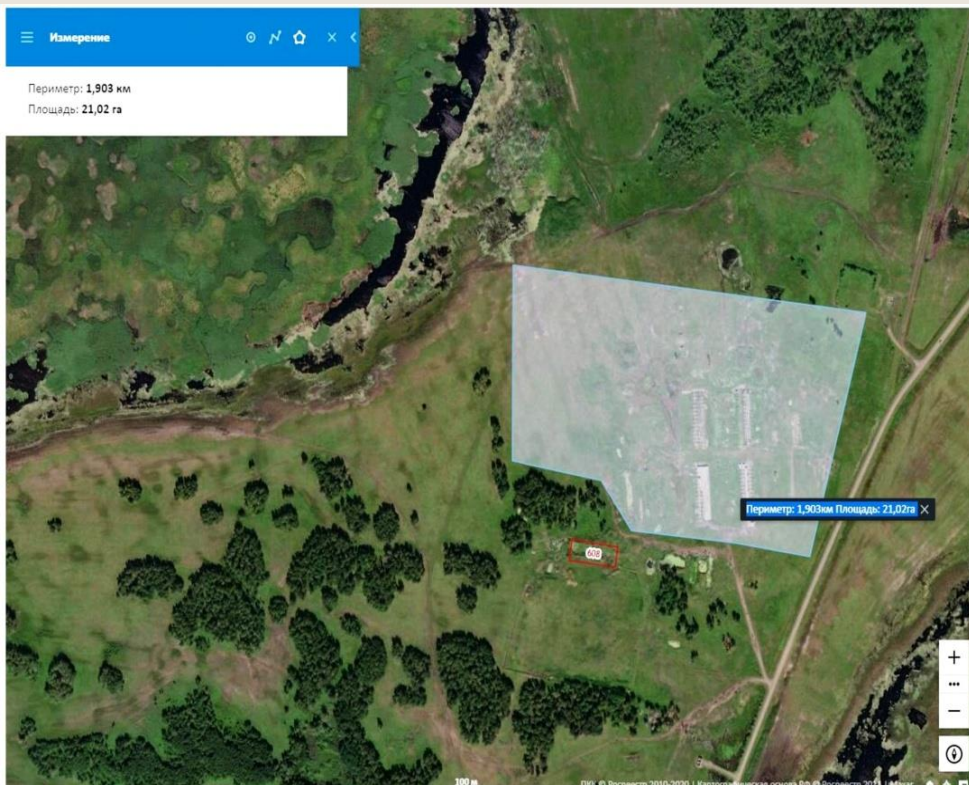 Измерение
Периметр: 1,903 км
Площадь: 21,02 га
Периметр: 1,903км Площадь: 21,02га
608
100 м
ПКК © Росреестр 2010-2020 | Картографическая основа РФ © Росреестр 2021 |